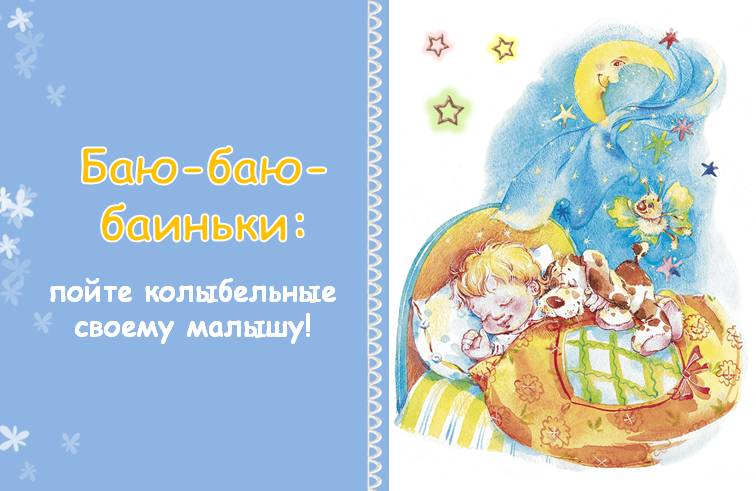 Баю-баю-
баиньки:
пойте колыбельные
своему малышу!